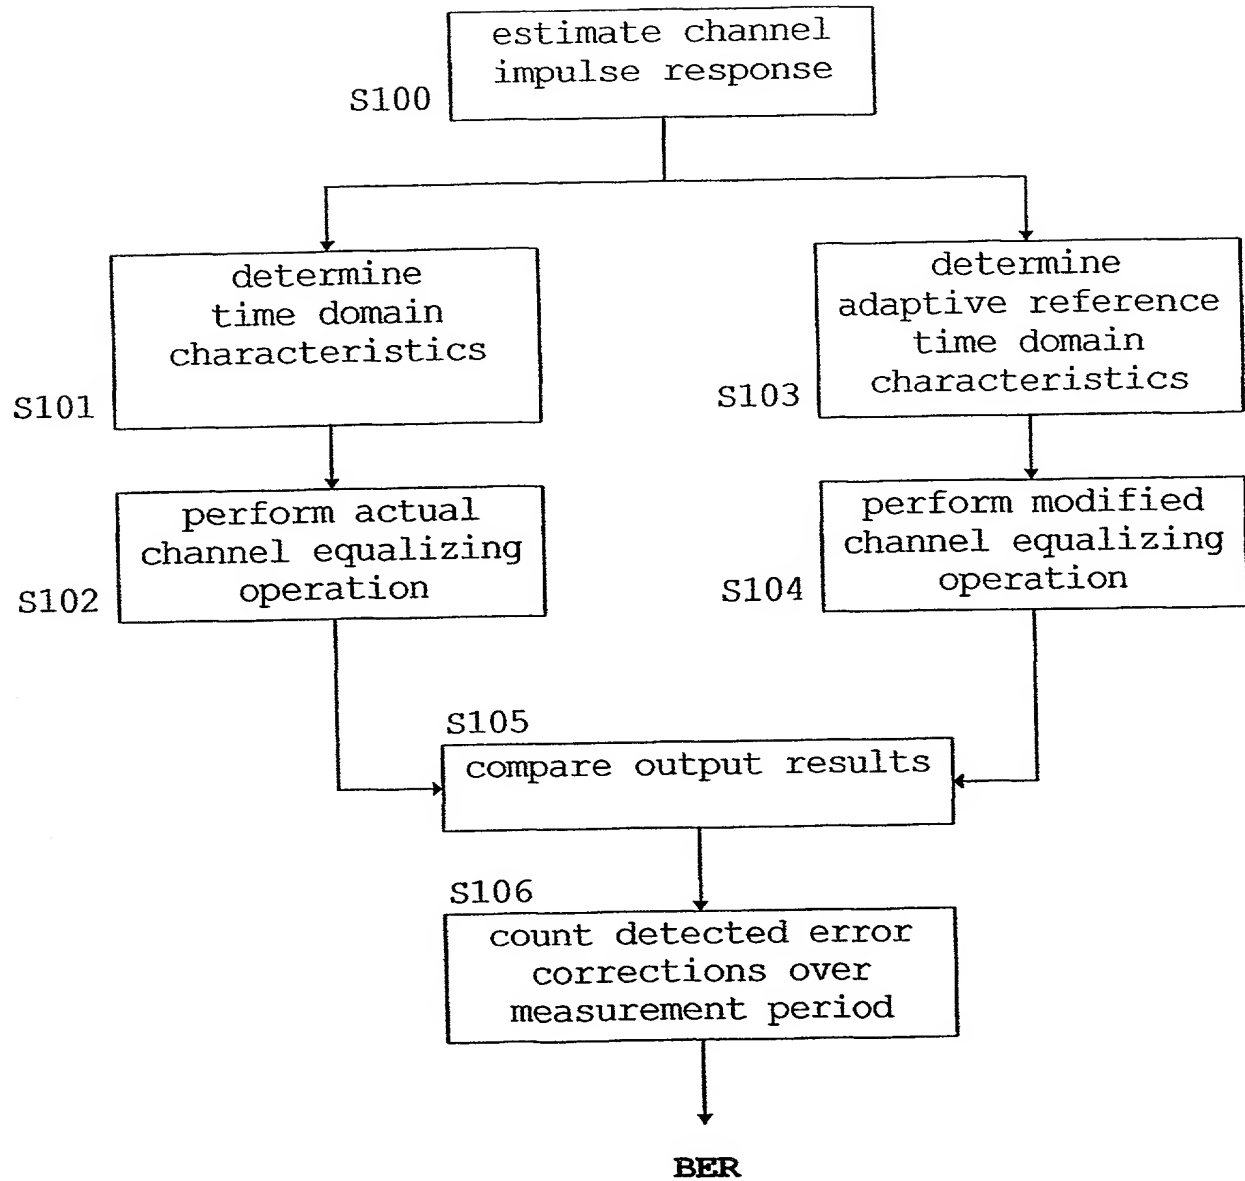 estimate channel
impulse response
S100
determine
time domain
characteristics
S101
determine
adaptive reference
time domain
characteristics
S103
perform actual
channel equalizing
operation
S102
perform modified
channel equalizing
operation
S104
S105
compare output results
S106
count detected error
corrections over
measurement period
BER